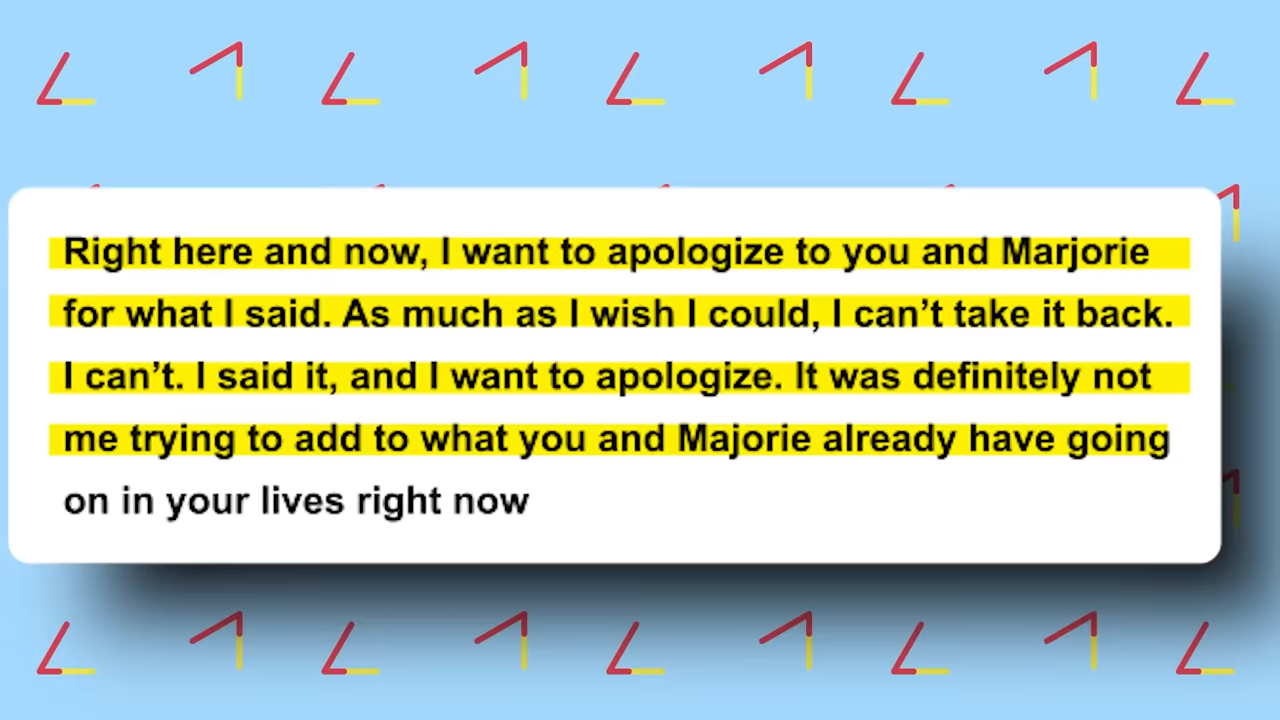 Right here and now, I want to apologize to you and Marjorie
for what I said. As much as I wish I could, I can’t take it back.
I can’t. I said it, and I want to apologize. It was definitely not
me trying to add to what you and Majorie already have going
on in your lives right now